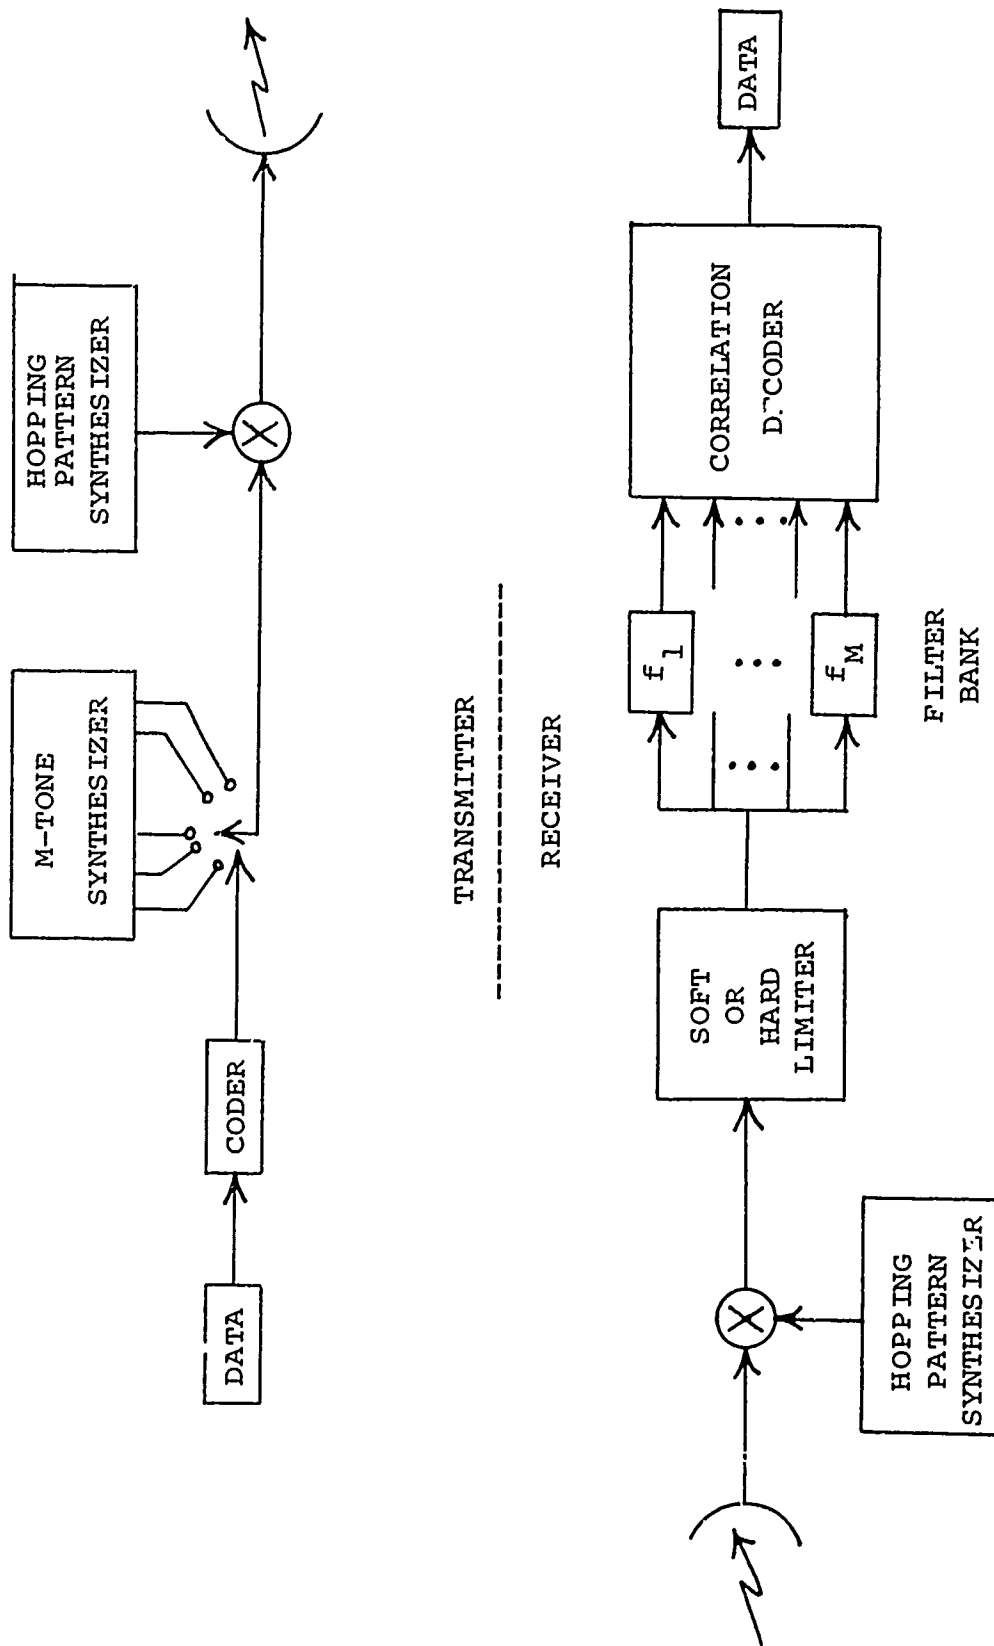 DATA
CODER
M-TONE
SYNTHESIZER
HOPPING
PATTERN
SYNTHESIZER
X
TRANSMITTER
RECEIVER
X
HOPPING
PATTERN
SYNTHESIZER
SOFT
OR
HARD
LIMITER
f1
...
...
...
fM
FILTER
BANK
CORRELATION
DATA